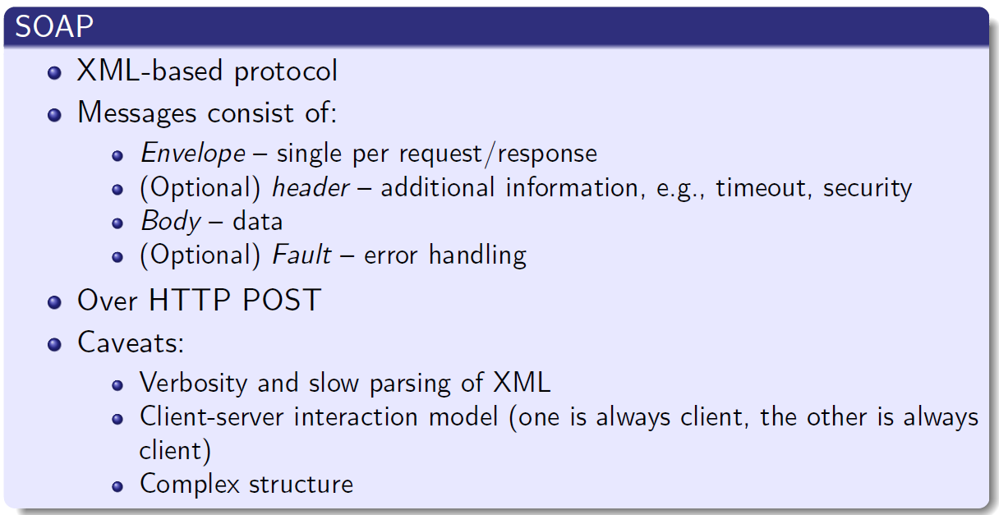 SOAP
XML-based protocol
Messages consist of:
Envelope – single per request/response
(Optional) header – additional information, e.g., timeout, security
Body – data
(Optional) Fault – error handling
Over HTTP POST
Caveats:
Verbosity and slow parsing of XML
Client-server interaction model (one is always client, the other is always
client)
Complex structure